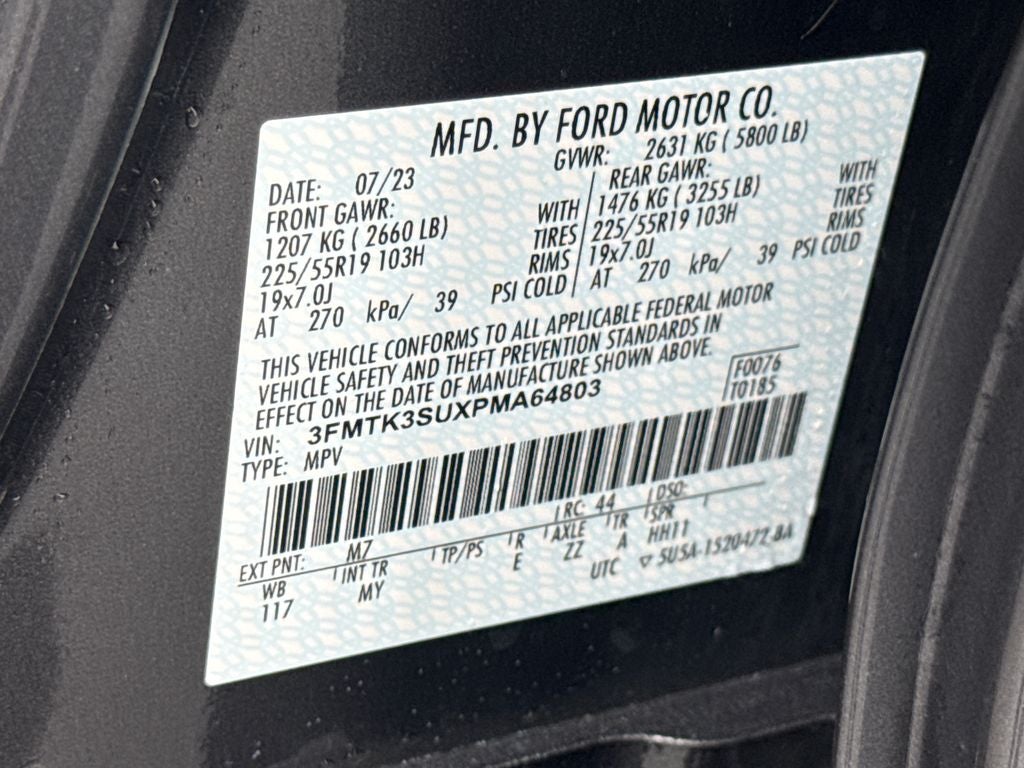 MFD. BY FORD MOTOR CO.
DATE: 07/23 GVWR: 2631 KG ( 5800 LB)
FRONT GAWR: REAR GAWR:
1207 KG ( 2660 LB) WITH 1476 KG ( 3255 LB) WITH
225/55R19 103H TIRES 225/55R19 103H TIRES
19x7.0J RIMS 19x7.0J RIMS
AT 270 kPa/ 39 PSI COLD AT 270 kPa/ 39 PSI COLD
THIS VEHICLE CONFORMS TO ALL APPLICABLE FEDERAL MOTOR
VEHICLE SAFETY AND THEFT PREVENTION STANDARDS IN
EFFECT ON THE DATE OF MANUFACTURE SHOWN ABOVE.
VIN: 3FMTK3SUXPMA64803 F0076
TYPE: MPV T0185
EXT PNT: M7 RC: 44 DSO:
WB INT TR TP/PS R AXLE TR SPR
117 MY E ZZ A HH11
UTC ▽ SU5A-1520472-BA